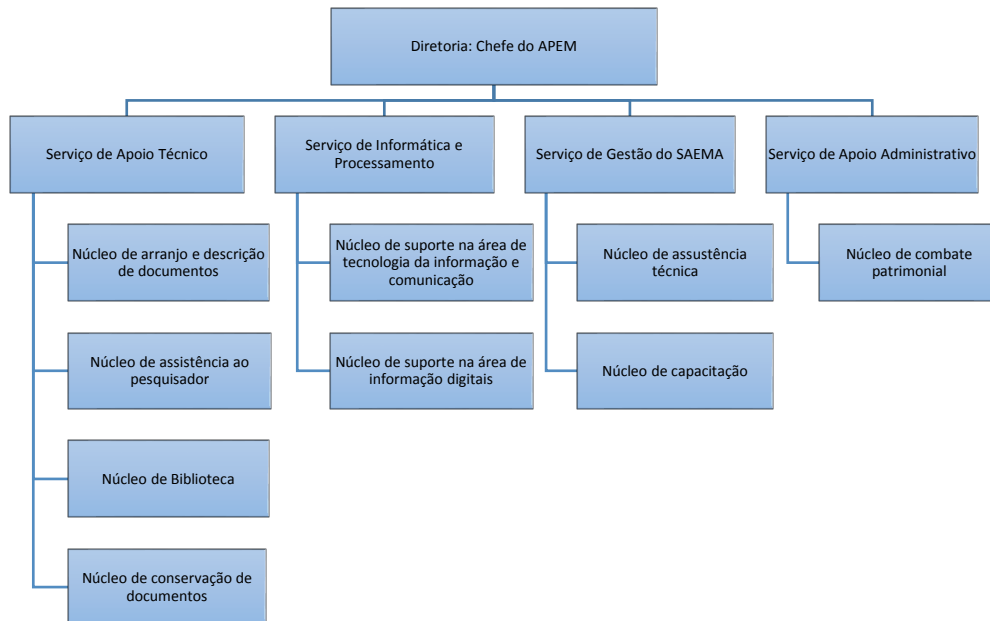 Diretoria: Chefe do APEM
Serviço de Apoio Técnico
Serviço de Informática e
Processamento
Serviço de Gestão do SAEMA
Serviço de Apoio Administrativo
Núcleo de arranjo e descrição
de documentos
Núcleo de assistência ao
pesquisador
Núcleo de Biblioteca
Núcleo de conservação de
documentos
Núcleo de suporte na área de
tecnologia da informação e
comunicação
Núcleo de suporte na área de
informação digitais
Núcleo de assustência
técnica
Núcleo de capacitação
Núcleo de combate
patrimonial